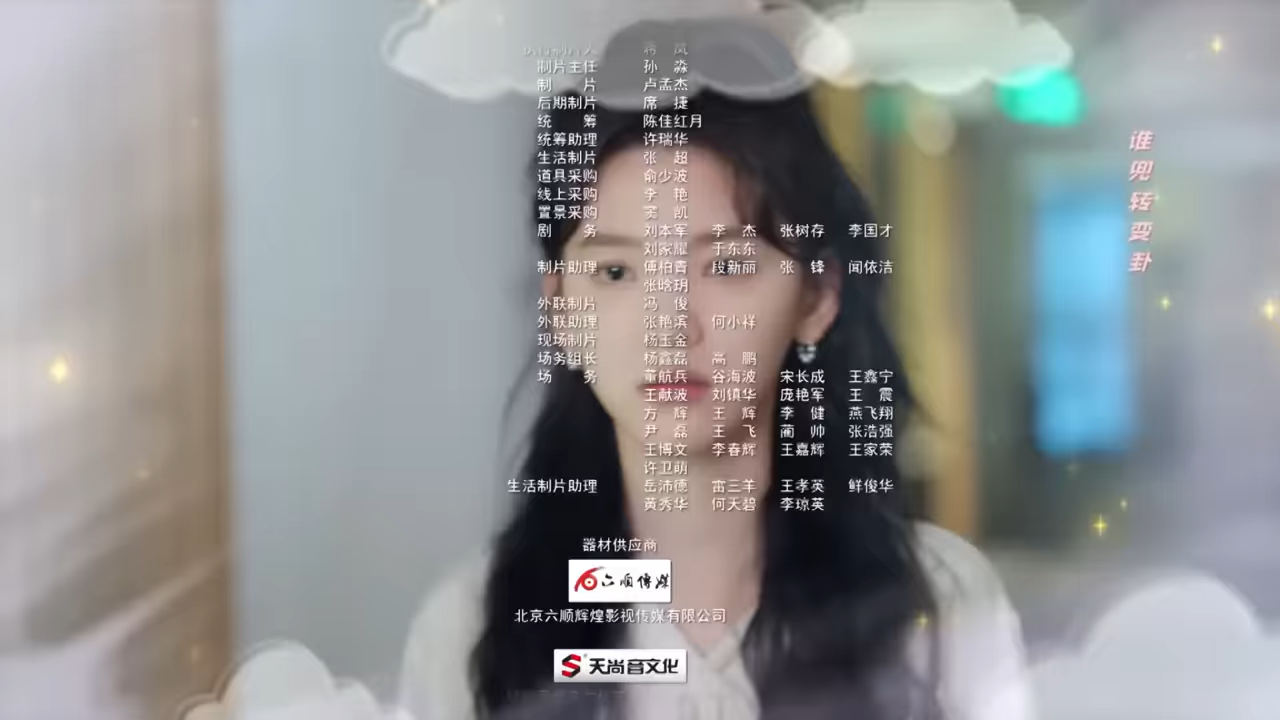 蒋 岚
制片主任 孙 淼
制 片 卢孟杰
后期制片 席 捷
统 筹 陈佳红月
统筹助理 许瑞华
生活制片 张 超
道具采购 俞少波
线上采购 李 艳
置景采购 窦 凯
剧 务 刘本军 李 杰 张树存 李国才
刘家耀 于东东
制片助理 傅柏青 段新丽 张 锋 闻依洁
张晗玥
外联制片 冯 俊
外联助理 张艳滨 何小祥
现场制片 杨玉金
场务组长 杨鑫磊 高 鹏
场 务 董航兵 谷海波 宋长成 王鑫宁
王献波 刘镇华 庞艳军 王 震
方 辉 王 辉 李 健 燕飞翔
尹 磊 王 飞 蔺 帅 张浩强
王博文 李春辉 王嘉辉 王家荣
许卫萌
生活制片助理 岳沛德 雷三羊 王孝英 鲜俊华
黄秀华 何天碧 李琼英
器材供应商
六顺傳媒
北京六顺辉煌影视传媒有限公司
天尚音文化
谁兜转变卦